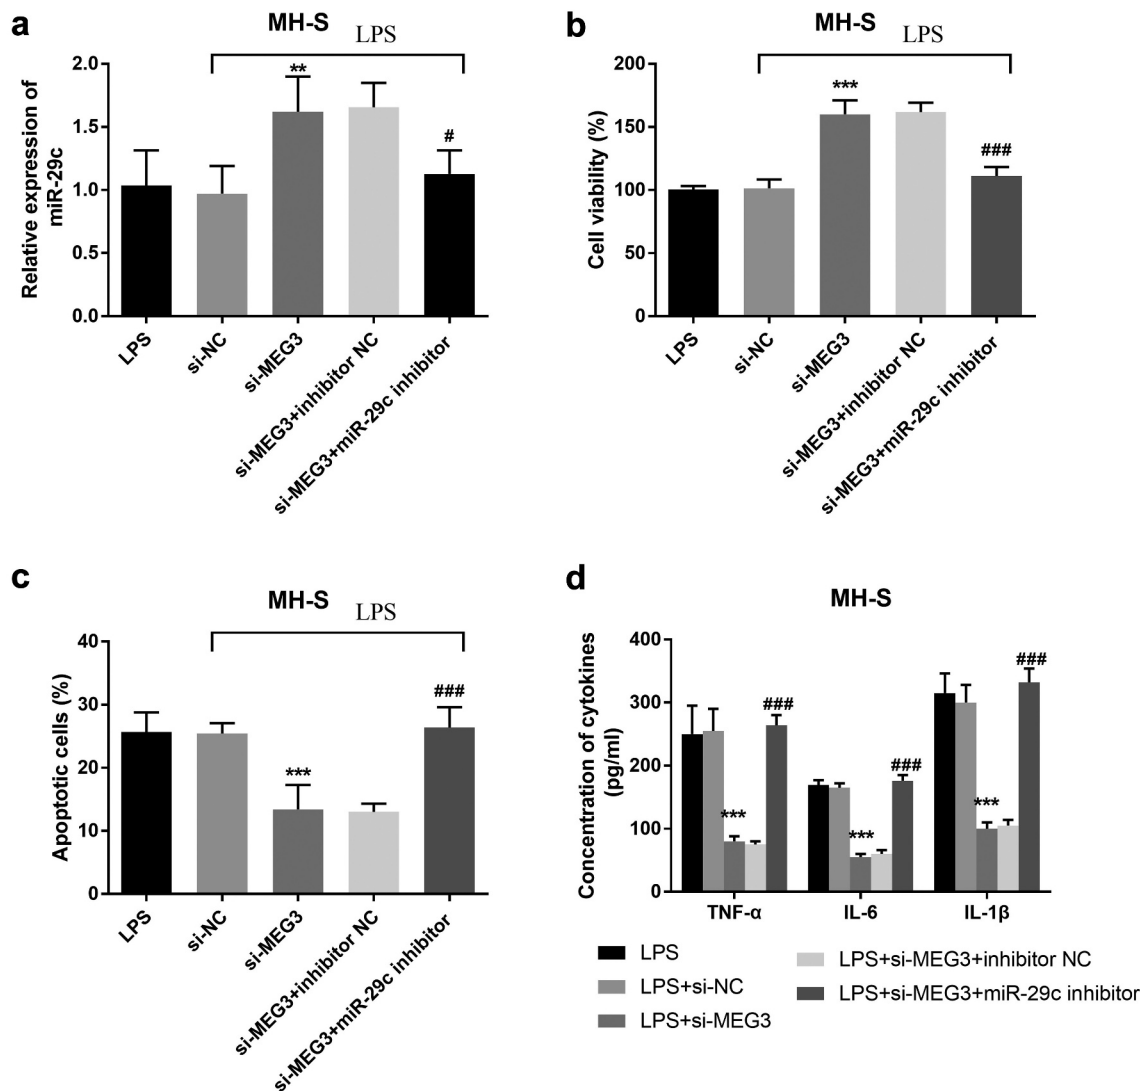 a
MH-S
LPS
Relative expression of
miR-29c
2.0
1.5
1.0
0.5
0.0
**
#
LPS
si-NC
si-MEG3
si-MEG3+inhibitor NC
si-MEG3+miR-29c inhibitor
b
MH-S
LPS
Cell viability (%)
200
150
100
50
0
***
###
LPS
si-NC
si-MEG3
si-MEG3+inhibitor NC
si-MEG3+miR-29c inhibitor
c
MH-S
LPS
Apoptotic cells (%)
40
30
20
10
0
***
###
LPS
si-NC
si-MEG3
si-MEG3+inhibitor NC
si-MEG3+miR-29c inhibitor
d
MH-S
Concentration of cytokines
(pg/ml)
400
300
200
100
0
***
###
***
###
***
###
TNF-α
IL-6
IL-1β
LPS
LPS+si-NC
LPS+si-MEG3
LPS+si-MEG3+inhibitor NC
LPS+si-MEG3+miR-29c inhibitor